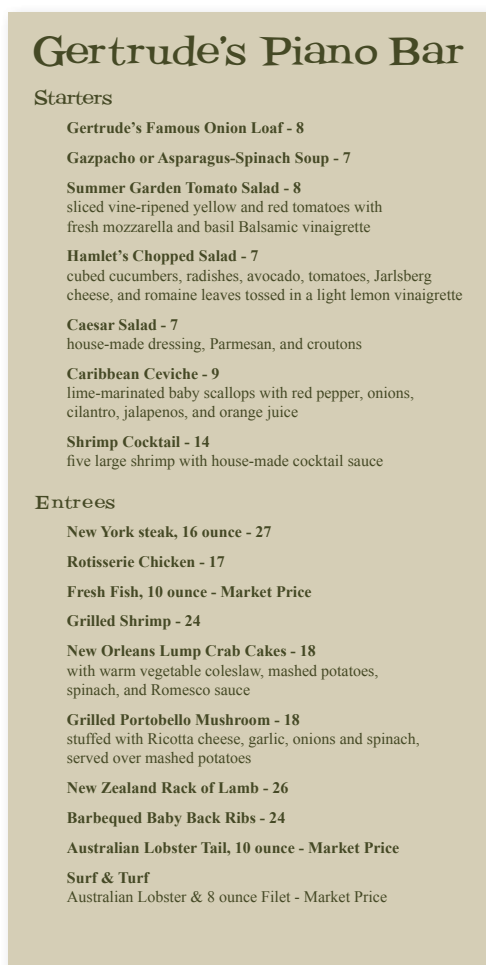 Gertrude’s Piano Bar
Starters
Gertrude’s Famous Onion Loaf - 8
Gazpacho or Asparagus-Spinach Soup - 7
Summer Garden Tomato Salad - 8
sliced vine-ripened yellow and red tomatoes with
fresh mozzarella and basil Balsamic vinaigrette
Hamlet’s Chopped Salad - 7
cubed cucumbers, radishes, avocado, tomatoes, Jarlsberg
cheese, and romaine leaves tossed in a light lemon vinaigrette
Caesar Salad - 7
house-made dressing, Parmesan, and croutons
Caribbean Ceviche - 9
lime-marinated baby scallops with red pepper, onions,
cilantro, jalapenos, and orange juice
Shrimp Cocktail - 14
five large shrimp with house-made cocktail sauce
Entrees
New York steak, 16 ounce - 27
Rotisserie Chicken - 17
Fresh Fish, 10 ounce - Market Price
Grilled Shrimp - 24
New Orleans Lump Crab Cakes - 18
with warm vegetable coleslaw, mashed potatoes,
spinach, and Romesco sauce
Grilled Portobello Mushroom - 18
stuffed with Ricotta cheese, garlic, onions and spinach,
served over mashed potatoes
New Zealand Rack of Lamb - 26
Barbequed Baby Back Ribs - 24
Australian Lobster Tail, 10 ounce - Market Price
Surf & Turf
Australian Lobster & 8 ounce Filet - Market Price